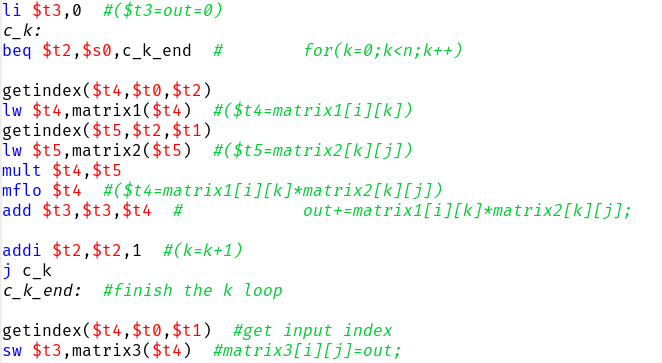 li $t3,0  #($t3=out=0)
c_k:
beq $t2,$s0,c_k_end  #        for(k=0;k<n;k++)
getindex($t4,$t0,$t2)
lw $t4,matrix1($t4)  #($t4=matrix1[i][k])
getindex($t5,$t2,$t1)
lw $t5,matrix2($t5)  #($t5=matrix2[k][j])
mult $t4,$t5
mflo $t4  #($t4=matrix1[i][k]*matrix2[k][j])
add $t3,$t3,$t4  #            out+=matrix1[i][k]*matrix2[k][j];
addi $t2,$t2,1  #(k=k+1)
j c_k
c_k_end:  #finish the k loop
getindex($t4,$t0,$t1)  #get input index
sw $t3,matrix3($t4)  #matrix3[i][j]=out;